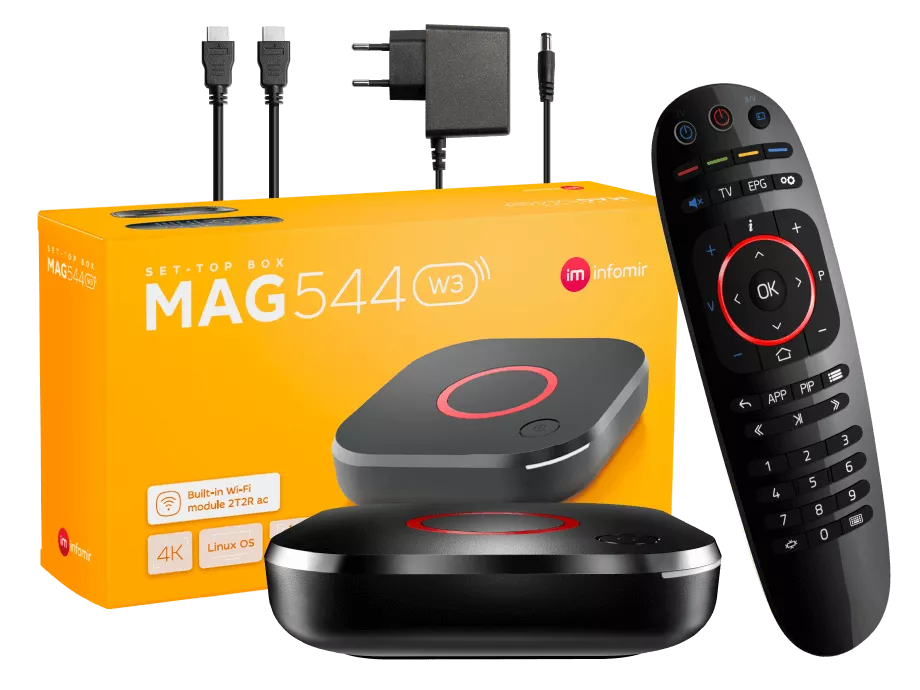 SET-TOP BOX
MAG544 W3
im infomir
Built-in Wi-Fi
module 2T2R ac
4K
Linux OS
SET-TOP BOX
MAG544 W3
im infomir
TV
EPG
i
+
+
V
P
OK
−
−
APP
PIP
1 2 3
4 5 6
7 8 9
0